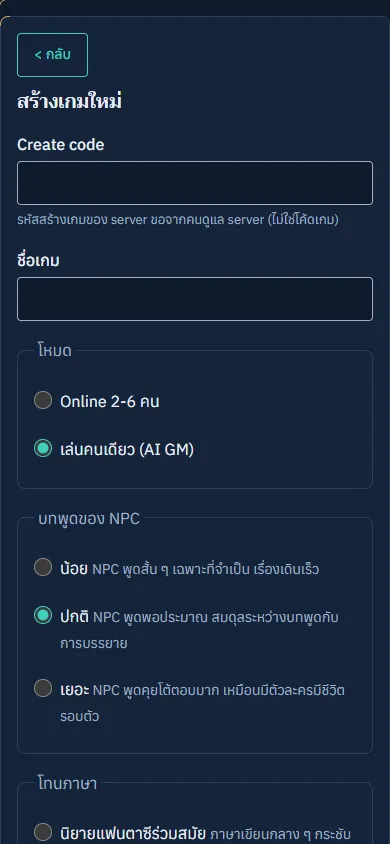 < กลับ
สร้างเกมใหม่
Create code
รหัสสร้างเกมของ server ขอจากคนดูแล server (ไม่ใช่โค้ดเกม)
ชื่อเกม
โหมด
Online 2-6 คน
เล่นคนเดียว (AI GM)
บทพูดของ NPC
น้อย NPC พูดสั้น ๆ เฉพาะที่จำเป็น เรื่องเดินเร็ว
ปกติ NPC พูดพอประมาณ สมดุลระหว่างบทพูดกับ
การบรรยาย
เยอะ NPC พูดคุยโต้ตอบมาก เหมือนมีตัวละครมีชีวิต
รอบตัว
โทนภาษา
นิยายแฟนตาซีร่วมสมัย ภาษาเขียนกลาง ๆ กระชับ